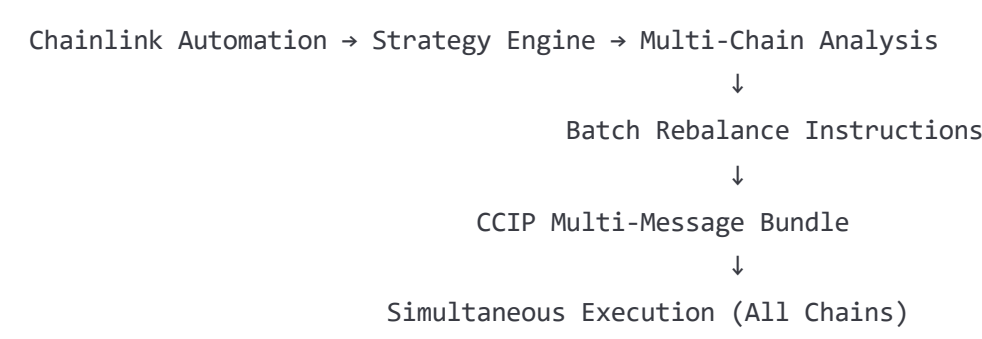 Chainlink Automation → Strategy Engine → Multi-Chain Analysis
↓
Batch Rebalance Instructions
↓
CCIP Multi-Message Bundle
↓
Simultaneous Execution (All Chains)